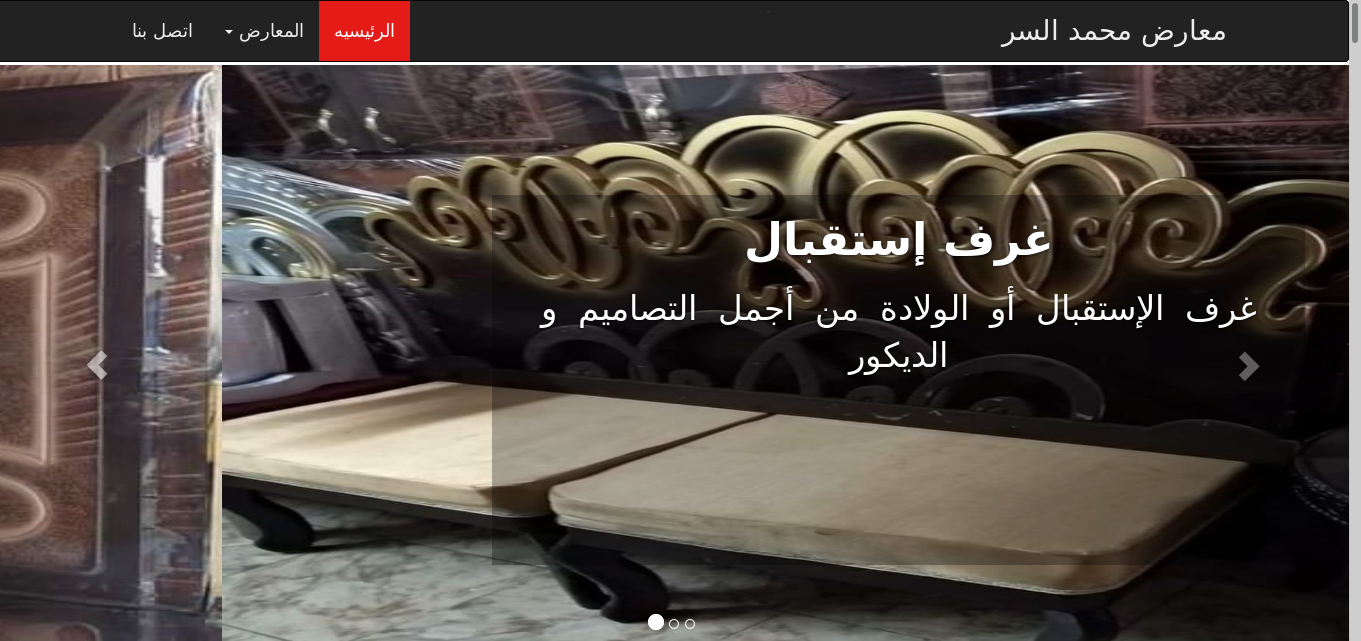 معارض محمد السر
الرئيسيه
المعارض
اتصل بنا
غرف إستقبال
غرف الإستقبال أو الولادة من أجمل التصاميم و
الديكور